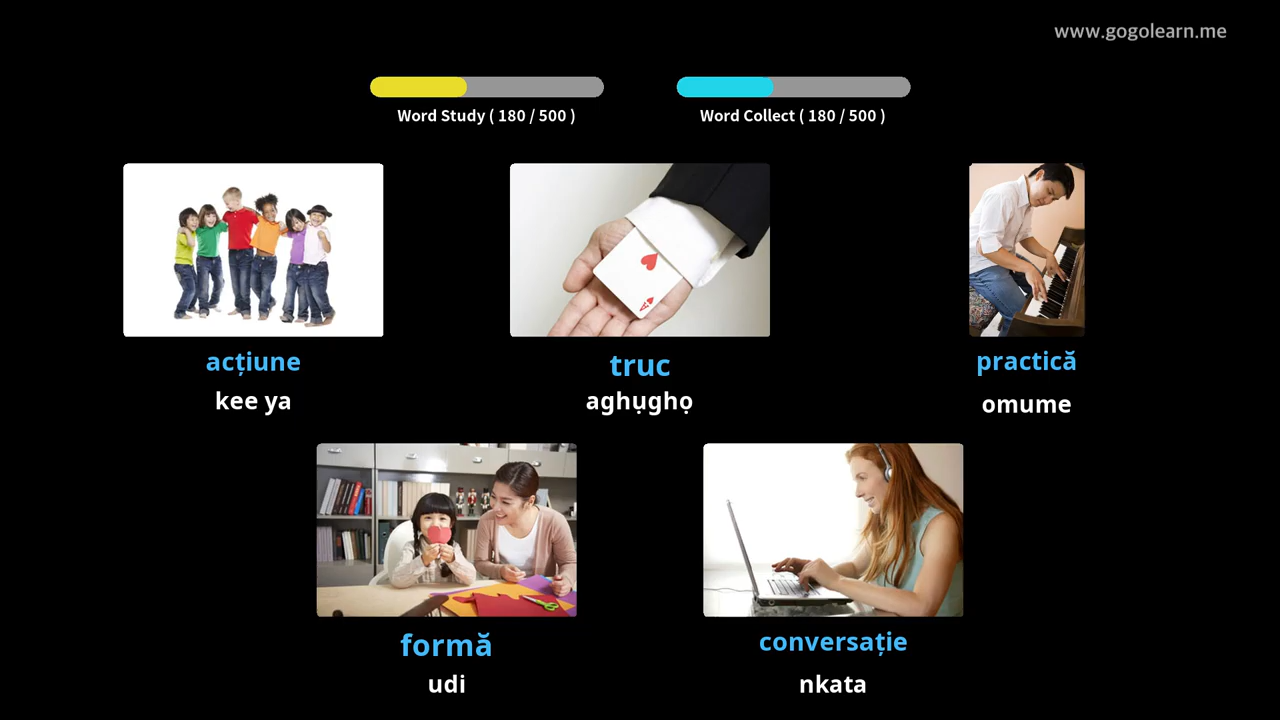 www.gogolearn.me
Word Study ( 180 / 500 )
Word Collect ( 180 / 500 )
acțiune
kee ya
truc
aghụghọ
practică
omume
formă
udi
conversație
nkata